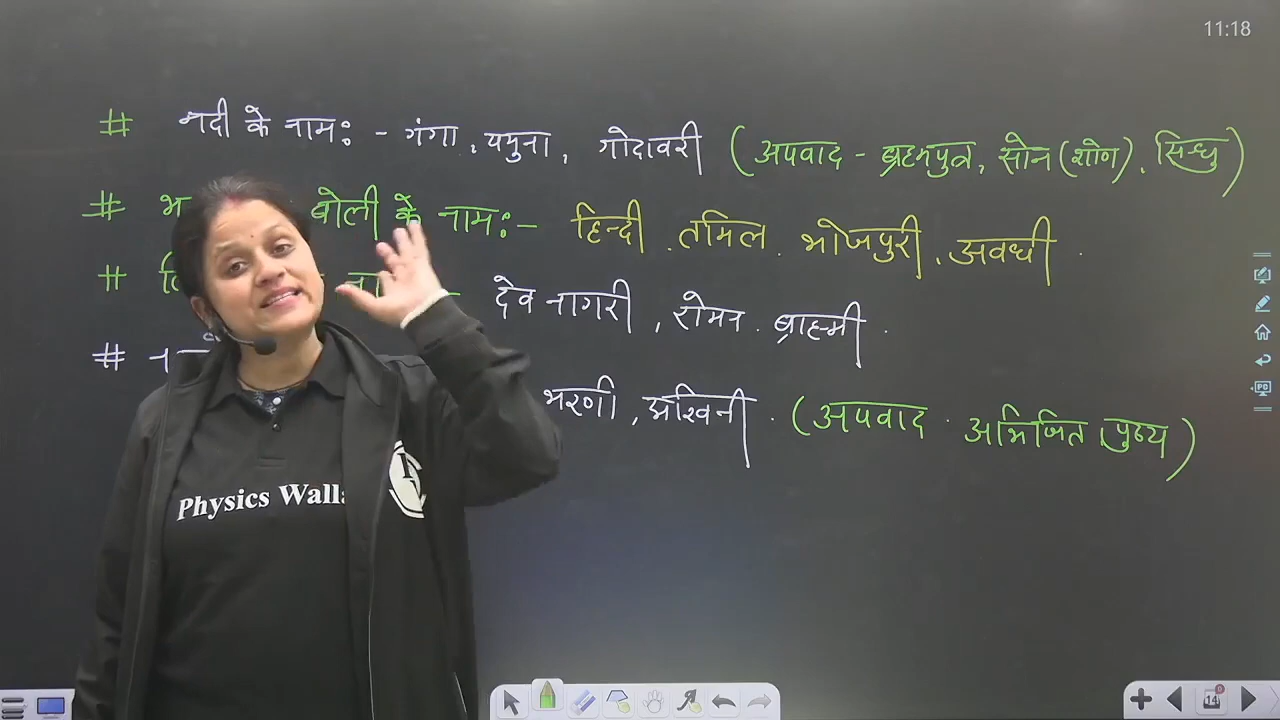 11:18
# नदी के नाम: - गंगा, यमुना, गोदावरी (अपवाद - ब्रह्मपुत्र, सोन (शोण), सिन्धु)
# बोली के नाम:- हिन्दी, तमिल, भोजपुरी, अवधी
# देव नागरी, रोमन, ब्राह्मी
# भरणी, अश्विनी. (अपवाद - अभिजित, पुष्य)
Physics Walla
14